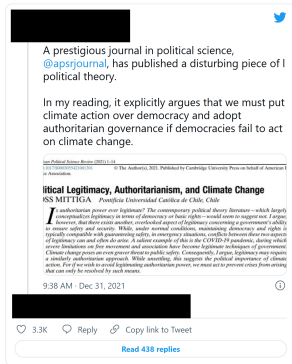 A prestigious journal in political science,
@apsrjournal, has published a disturbing piece of l
political theory.
In my reading, it explicitly argues that we must put
climate action over democracy and adopt
authoritarian governance if democracies fail to act
on climate change.
Political Science Review (2021) 1–14
© The Author(s), 2021. Published by Cambridge University Press on behalf of American
Association.
litical Legitimacy, Authoritarianism, and Climate Change
OSS MITTIGA Pontificia Universidad Católica de Chile, Chile
s authoritarian power ever legitimate? The contemporary political theory literature—which largely
conceptualizes legitimacy in terms of democracy or basic rights—would seem to suggest not. I argue,
however, that there exists another, overlooked aspect of legitimacy concerning a government's ability
to ensure safety and security. While, under normal conditions, maintaining democracy and rights is
typically compatible with guaranteeing safety, in emergency situations, conflicts between these two aspects
of legitimacy can and often do arise. A salient example of this is the COVID-19 pandemic, during which
severe limitations on free movement and association have become legitimate techniques of government.
Climate change poses an even graver threat to public safety. Consequently, I argue, legitimacy may require
a similarly authoritarian approach. While unsettling, this suggests the political importance of climate
action. For if we wish to avoid legitimating authoritarian power, we must act to prevent crises from arising
that can only be resolved by such means.
9:38 AM · Dec 31, 2021
3.3K Reply Copy link to Tweet
Read 438 replies